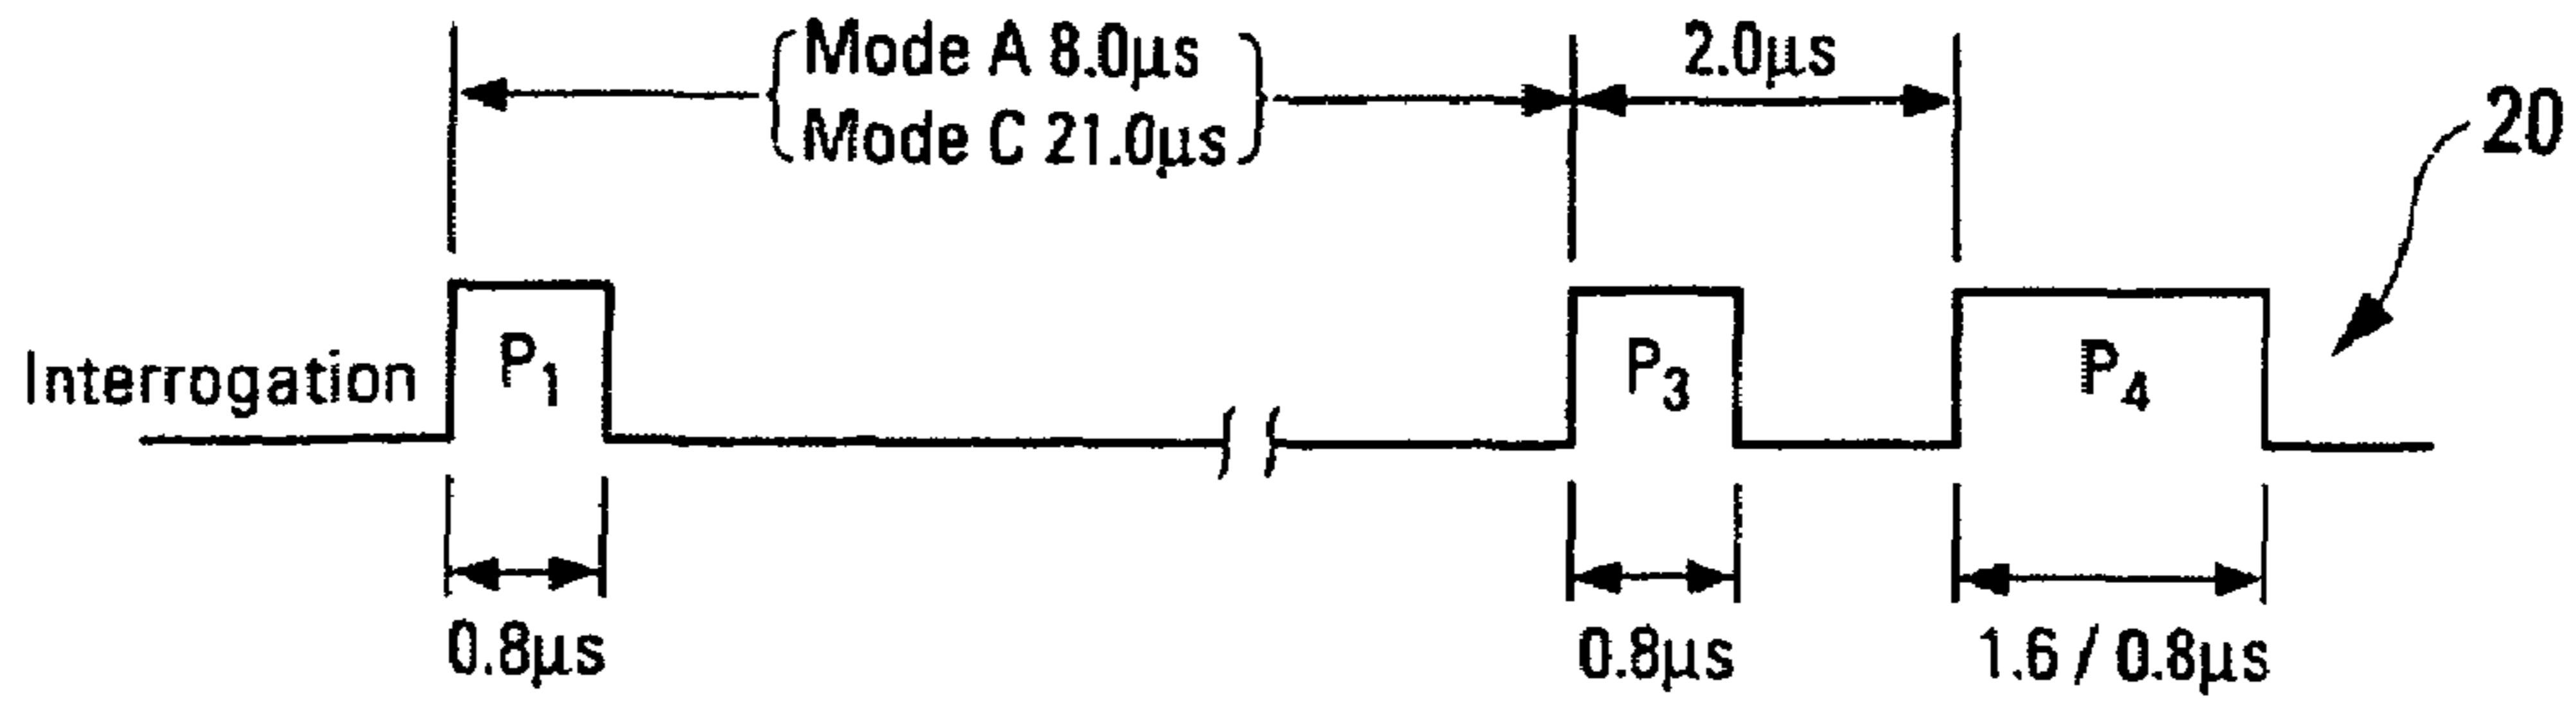 Mode A 8.0µs
Mode C 21.0µs
2.0µs
20
Interrogation
P1
P3
P4
0.8µs
0.8µs
1.6 / 0.8µs